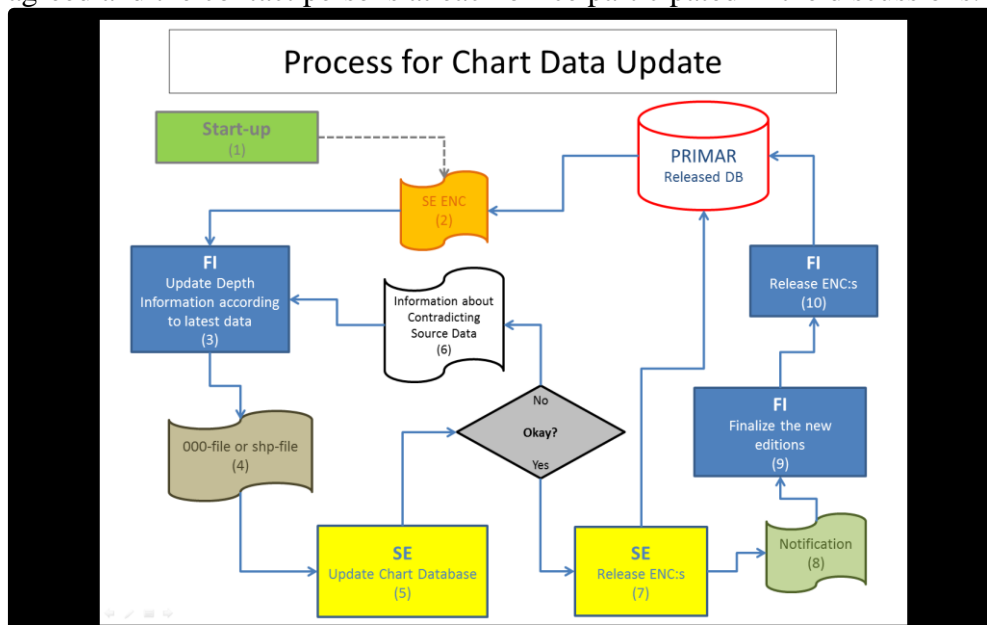 Process for Chart Data Update
Start-up
(1)
PRIMAR
Released DB
SE ENC
(2)
FI
Update Depth
Information according
to latest data
(3)
Information about
Contradicting
Source Data
(6)
FI
Release ENC:s
(10)
No
Okay?
Yes
FI
Finalize the new
editions
(9)
000-file or shp-file
(4)
SE
Update Chart Database
(5)
SE
Release ENC:s
(7)
Notification
(8)